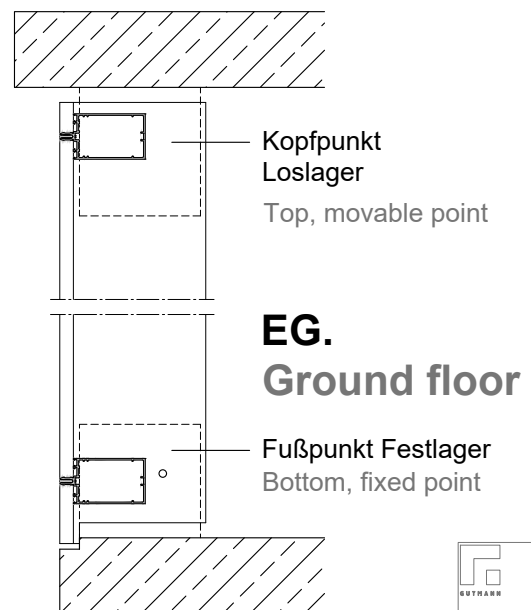 Kopfpunkt
Loslager
Top, movable point
EG.
Ground floor
Fußpunkt Festlager
Bottom, fixed point
GUTMANN